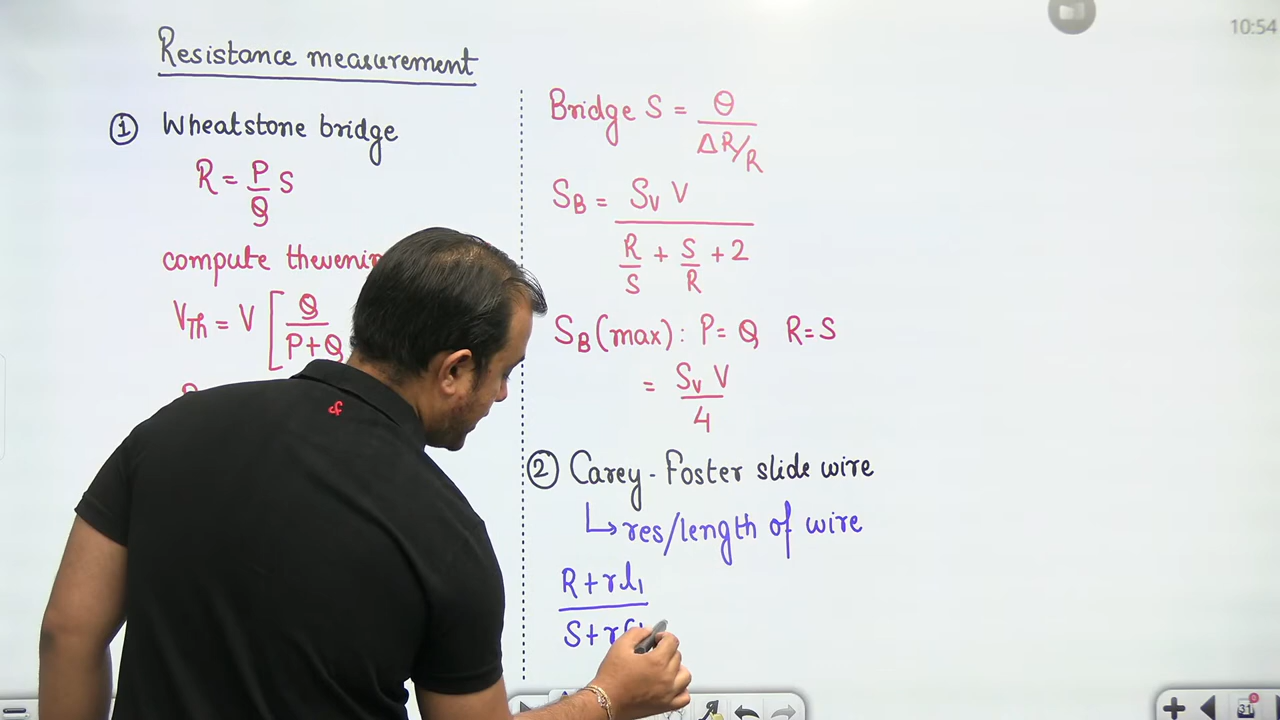 Resistance measurement
① Wheatstone bridge
R = P/Q S
compute
V_Th = V [ Q/(P+Q)
Bridge S = θ/(ΔR/R)
S_B = S_V V/(R/S + S/R + 2)
S_B (max) : P = Q R = S
= S_V V/4
② Carey - Foster slide wire
↳ res/length of wire
R + rl₁
S + r
10:54
31